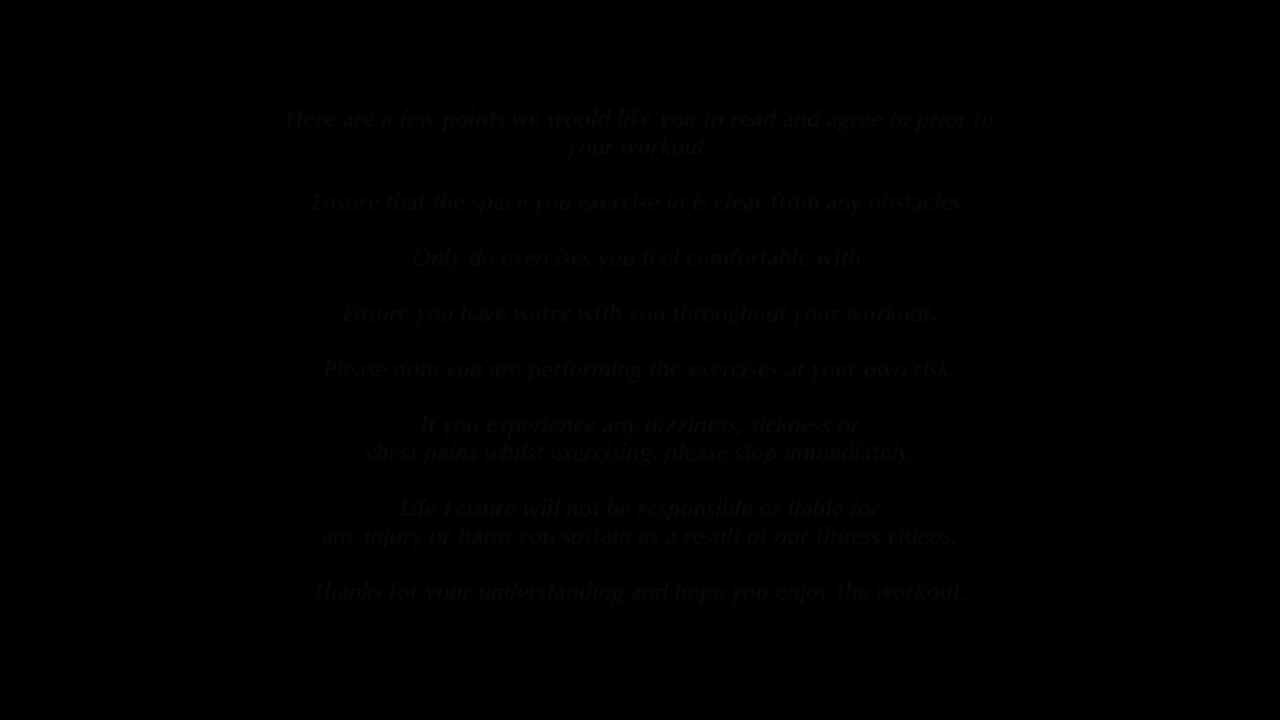 Here are a few points we would like you to read and agree to prior to
your workout.
Ensure that the space you exercise in is clear from any obstacles.
Only do exercises you feel comfortable with.
Ensure you have water with you throughout your workout.
Please note you are performing the exercises at your own risk.
If you experience any dizziness, sickness or
chest pains whilst exercising, please stop immediately.
Life Leisure will not be responsible or liable for
any injury or harm you sustain as a result of our fitness videos.
Thanks for your understanding and hope you enjoy the workout.